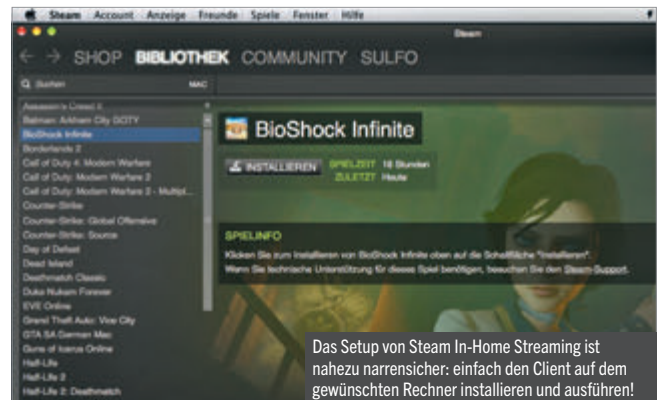 Steam Account Anzeige Freunde Spiele Fenster Hilfe
Steam
SHOP BIBLIOTHEK COMMUNITY SULFO
Suchen MAC
Assassin's Creed II
Batman: Arkham City GOTY
BioShock Infinite
Borderlands 2
Call of Duty 4: Modern Warfare
Call of Duty: Modern Warfare 3
Call of Duty: Modern Warfare 2 - Multipl...
Counter-Strike
Counter-Strike: Global Offensive
Counter-Strike: Source
Day of Defeat
Dead Island
Deathmatch Classic
Duke Nukem Forever
EVE Online
Grand Theft Auto: Vice City
GTA SA German Mac
Guns of Icarus Online
Half-Life
Half-Life 2
Half-Life 2: Deathmatch
BioShock Infinite
INSTALLIEREN SPIELZEIT 18 Stunden
ZULETZT Heute
SPIELINFO
Klicken Sie zum Installieren von BioShock Infinite oben auf die Schaltfläche "Installieren".
Wenn Sie technische Unterstützung für dieses Spiel benötigen, besuchen Sie den Steam-Support.
Das Setup von Steam In-Home Streaming ist
nahezu narrensicher: einfach den Client auf dem
gewünschten Rechner installieren und ausführen!